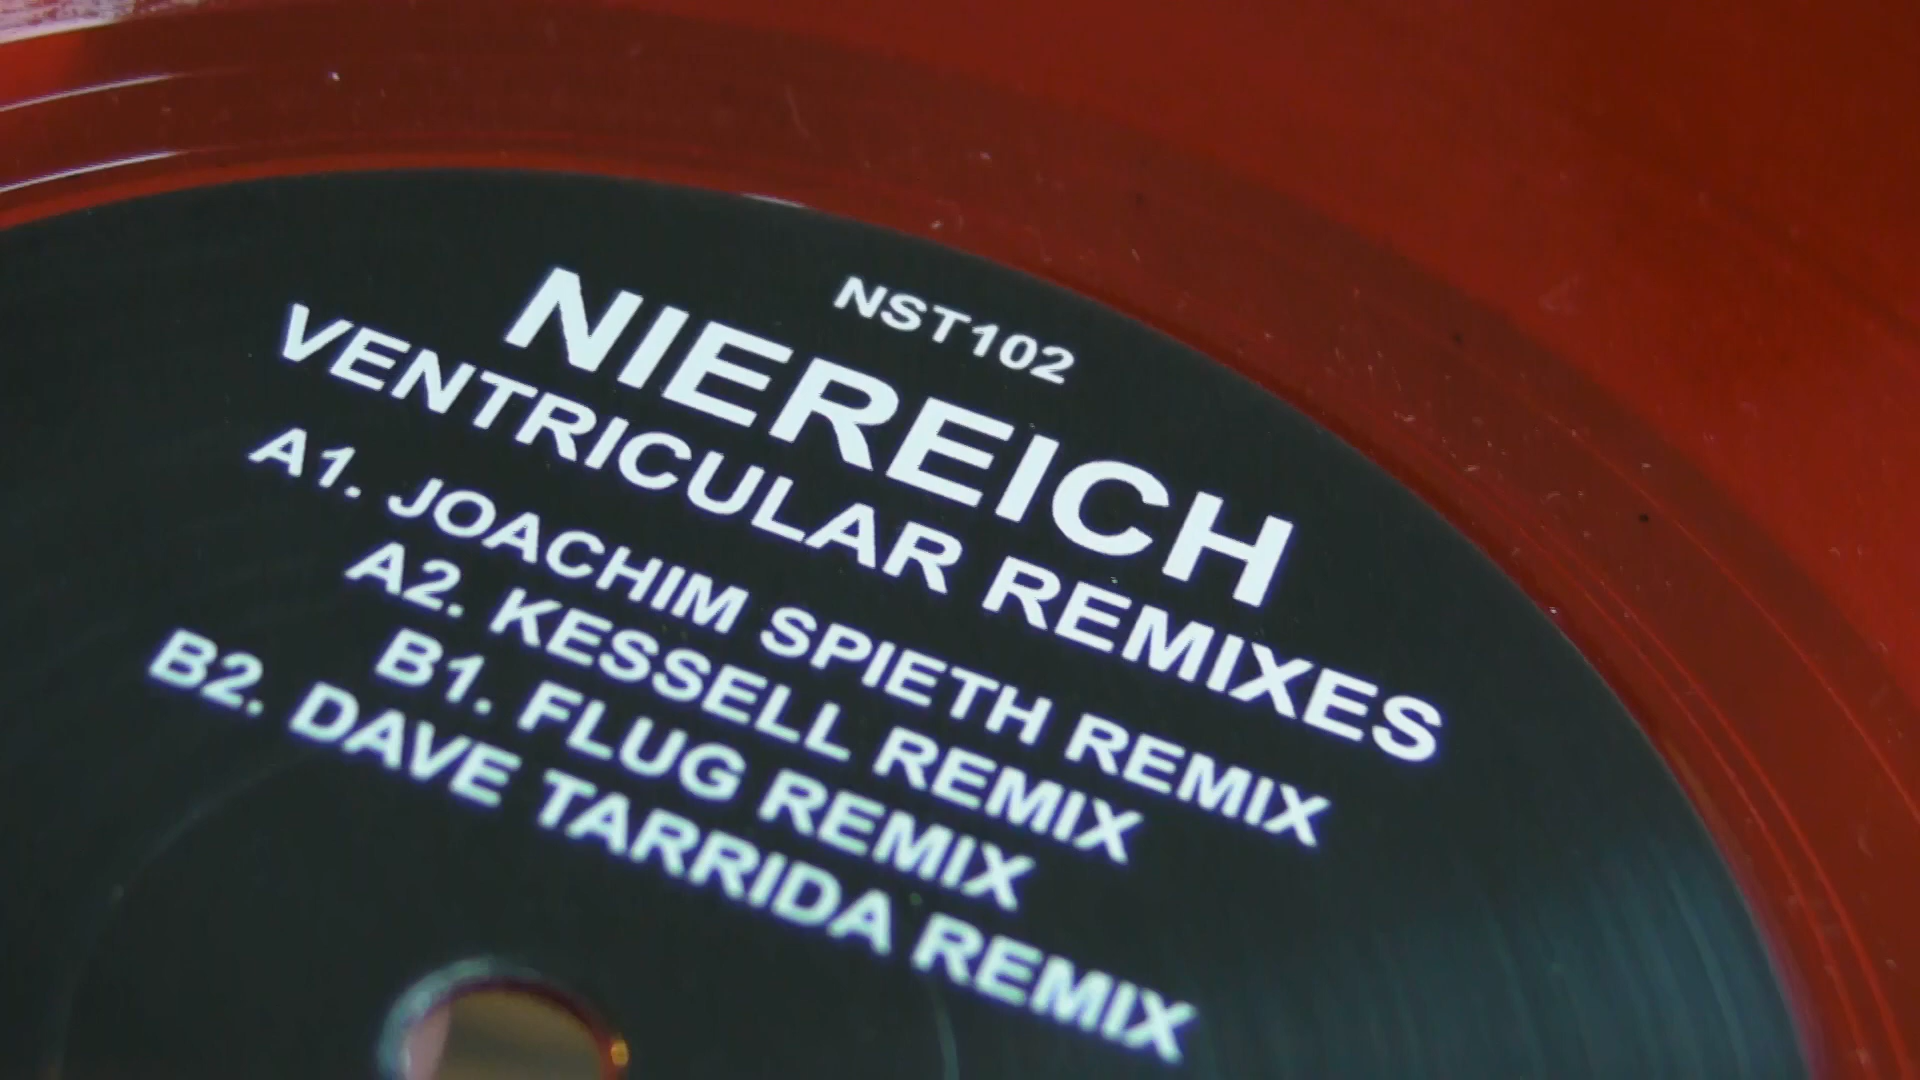 NST102
NIEREICH
VENTRICULAR REMIXES
A1. JOACHIM SPIETH REMIX
A2. KESSELL REMIX
B1. FLUG REMIX
B2. DAVE TARRIDA REMIX